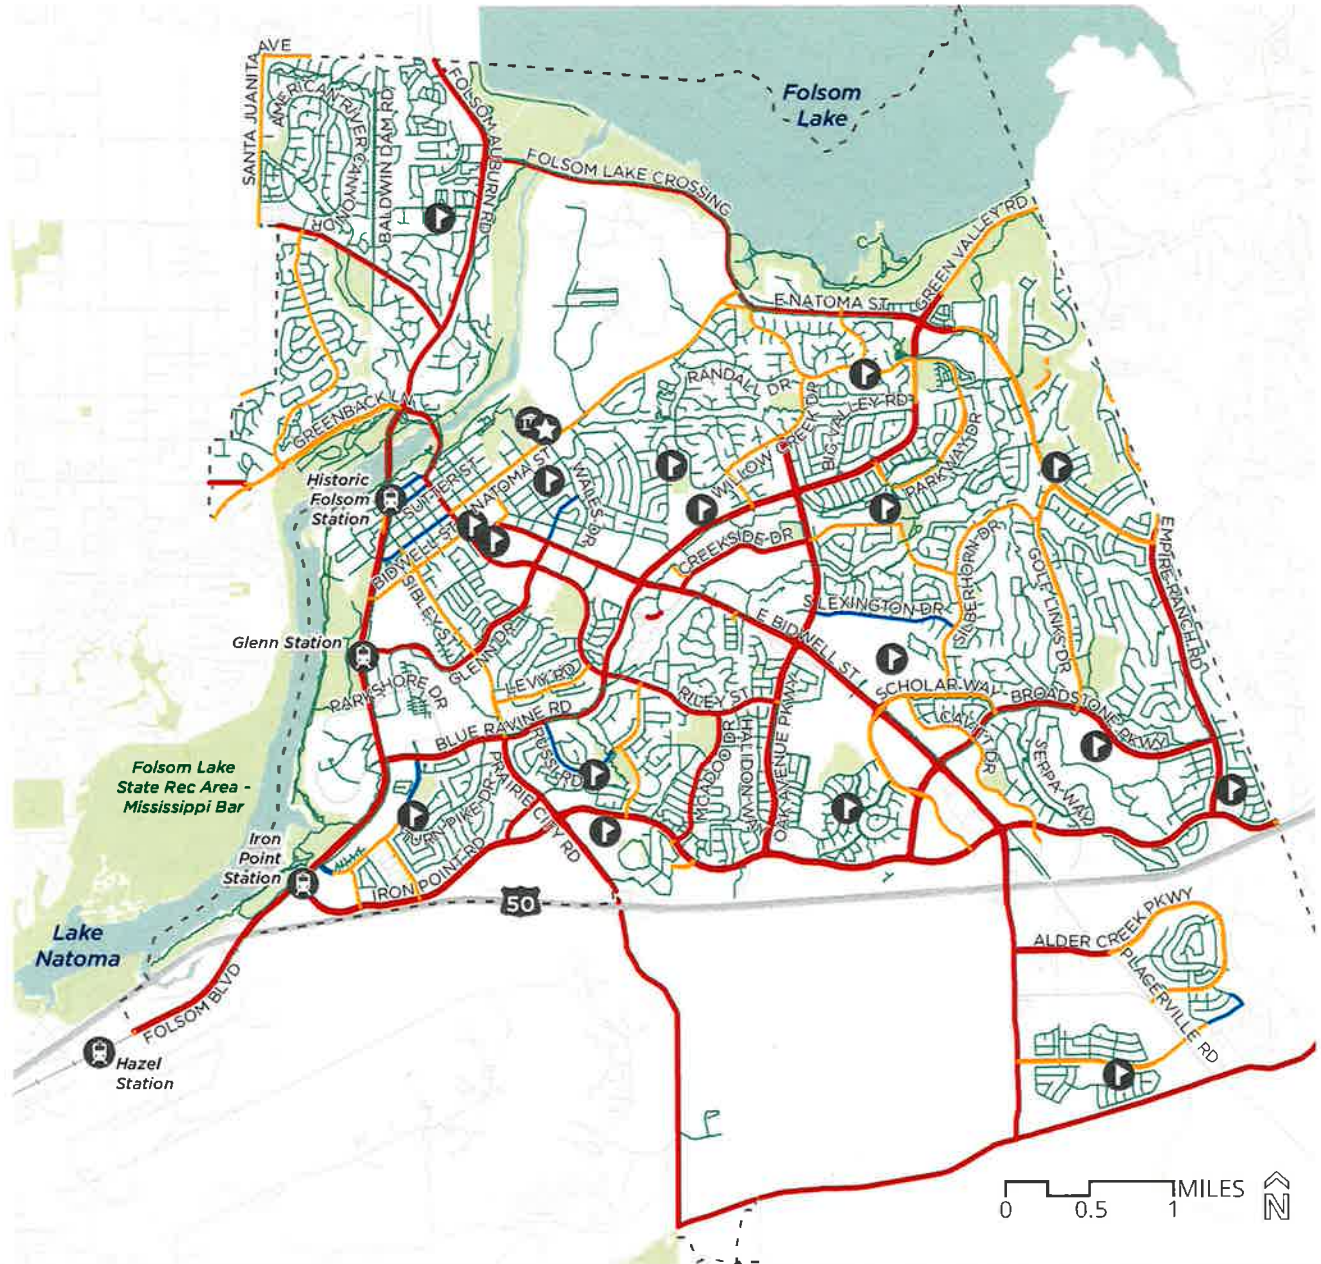 AVE
SANTA JUANITA
AMERICAN RIVER CANYON
DR
BALDWIN DAM RD
FOLSOM AUBURN RD
FOLSOM LAKE CROSSING
Folsom
Lake
GREEN VALLEY RD
E NATOMA ST
RANDALL DR
BIG VALLEY RD
WILLOW CREEK DR
PARKWAY DR
GREENBACK LN
Historic
Folsom
Station
SUTTER ST
NATOMA ST
WALES DR
BIDWELL ST
CREEKSIDE DR
SILBERHORN DR
GOLF LINKS DR
EMPIRE RANCH RD
SIBLEY ST
S LEXINGTON DR
E BIDWELL ST
Glenn Station
GLENN DR
LEVY RD
PARKSHORE DR
RILEY ST
SCHOLAR WAY
BROADSTONE PKWY
BLUE RAVINE RD
RUSSI RD
MCADOO DR
HALIDON WY
OAK AVENUE PKWY
CAVITT DR
SERPA WAY
Folsom Lake
State Rec Area -
Mississippi Bar
PRAIRIE CITY RD
TURN PIKE DR
Iron
Point
Station
IRON POINT RD
50
Lake
Natoma
ALDER CREEK PKWY
PLACERVILLE RD
FOLSOM BLVD
Hazel
Station
MILES
0 0.5 1
N